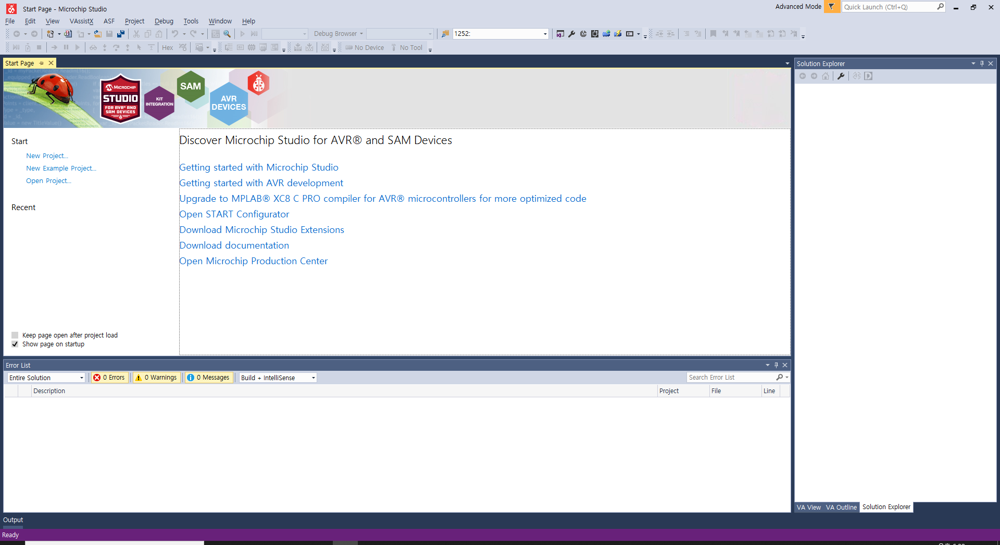 Start Page - Microchip Studio
Advanced Mode
Quick Launch (Ctrl+Q)
File Edit View VAssistX ASF Project Debug Tools Window Help
Debug Browser
1252:
Hex
No Device
No Tool
Start Page
MICROCHIP
STUDIO
FOR AVR® AND
SAM DEVICES
KIT
INTEGRATION
SAM
AVR
DEVICES
Start
New Project...
New Example Project...
Open Project...
Recent
Keep page open after project load
Show page on startup
Discover Microchip Studio for AVR® and SAM Devices
Getting started with Microchip Studio
Getting started with AVR development
Upgrade to MPLAB® XC8 C PRO compiler for AVR® microcontrollers for more optimized code
Open START Configurator
Download Microchip Studio Extensions
Download documentation
Open Microchip Production Center
Solution Explorer
Error List
Entire Solution
0 Errors
0 Warnings
0 Messages
Build + IntelliSense
Search Error List
Description Project File Line
VA View VA Outline Solution Explorer
Output
Ready